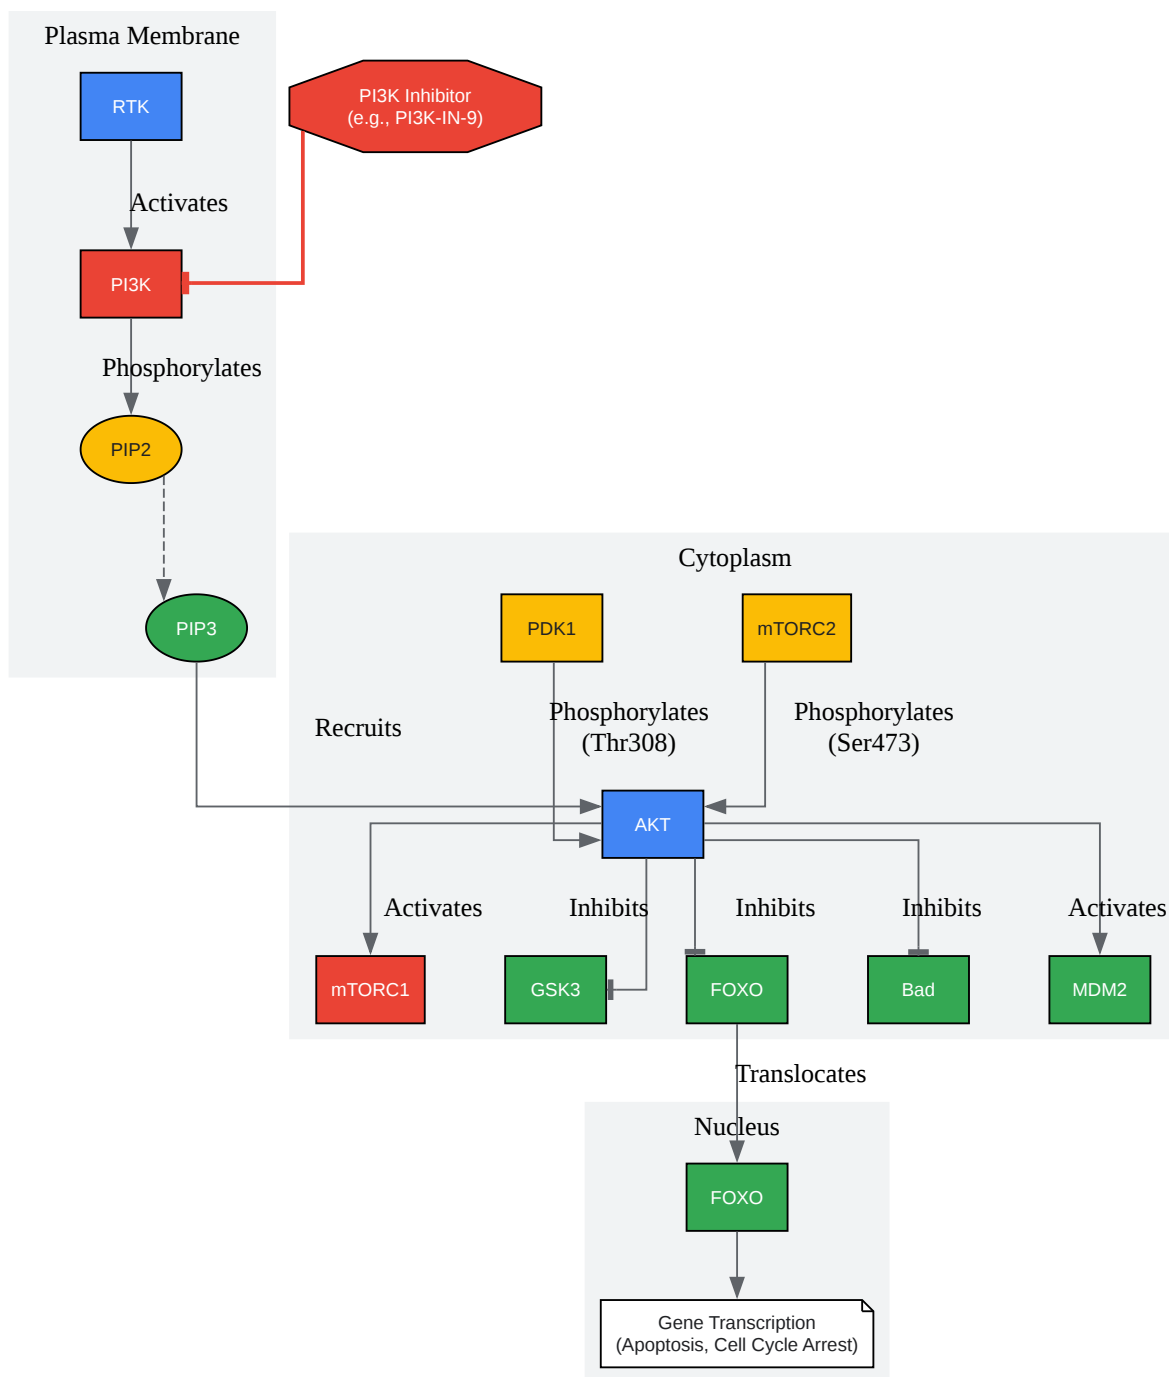 Plasma Membrane
RTK
PI3K Inhibitor
(e.g., PI3K-IN-9)
Activates
PI3K
Phosphorylates
PIP2
Cytoplasm
PIP3
PDK1
mTORC2
Recruits
Phosphorylates
(Thr308)
Phosphorylates
(Ser473)
AKT
Activates
Inhibits
Inhibits
Inhibits
Activates
mTORC1
GSK3
FOXO
Bad
MDM2
Translocates
Nucleus
FOXO
Gene Transcription
(Apoptosis, Cell Cycle Arrest)